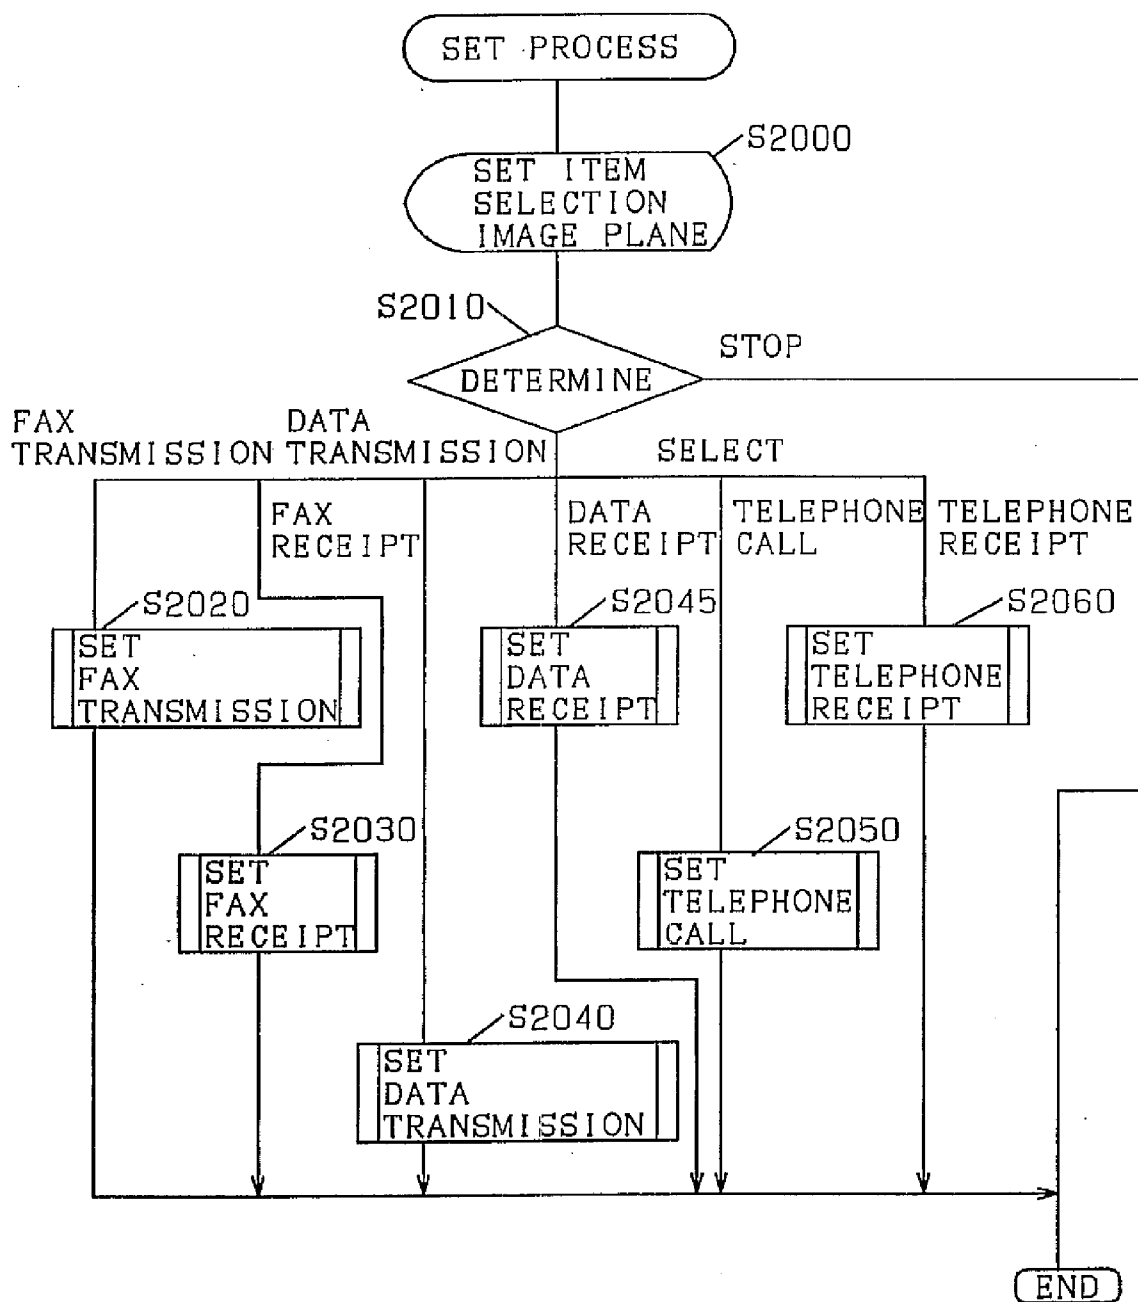 SET PROCESS
S2000
SET ITEM
SELECTION
IMAGE PLANE
S2010
STOP
DETERMINE
FAX
TRANSMISSION
DATA
TRANSMISSION
SELECT
FAX
RECEIPT
DATA
RECEIPT
TELEPHONE
CALL
TELEPHONE
RECEIPT
S2020
SET
FAX
TRANSMISSION
S2045
SET
DATA
RECEIPT
S2060
SET
TELEPHONE
RECEIPT
S2030
SET
FAX
RECEIPT
S2050
SET
TELEPHONE
CALL
S2040
SET
DATA
TRANSMISSION
END